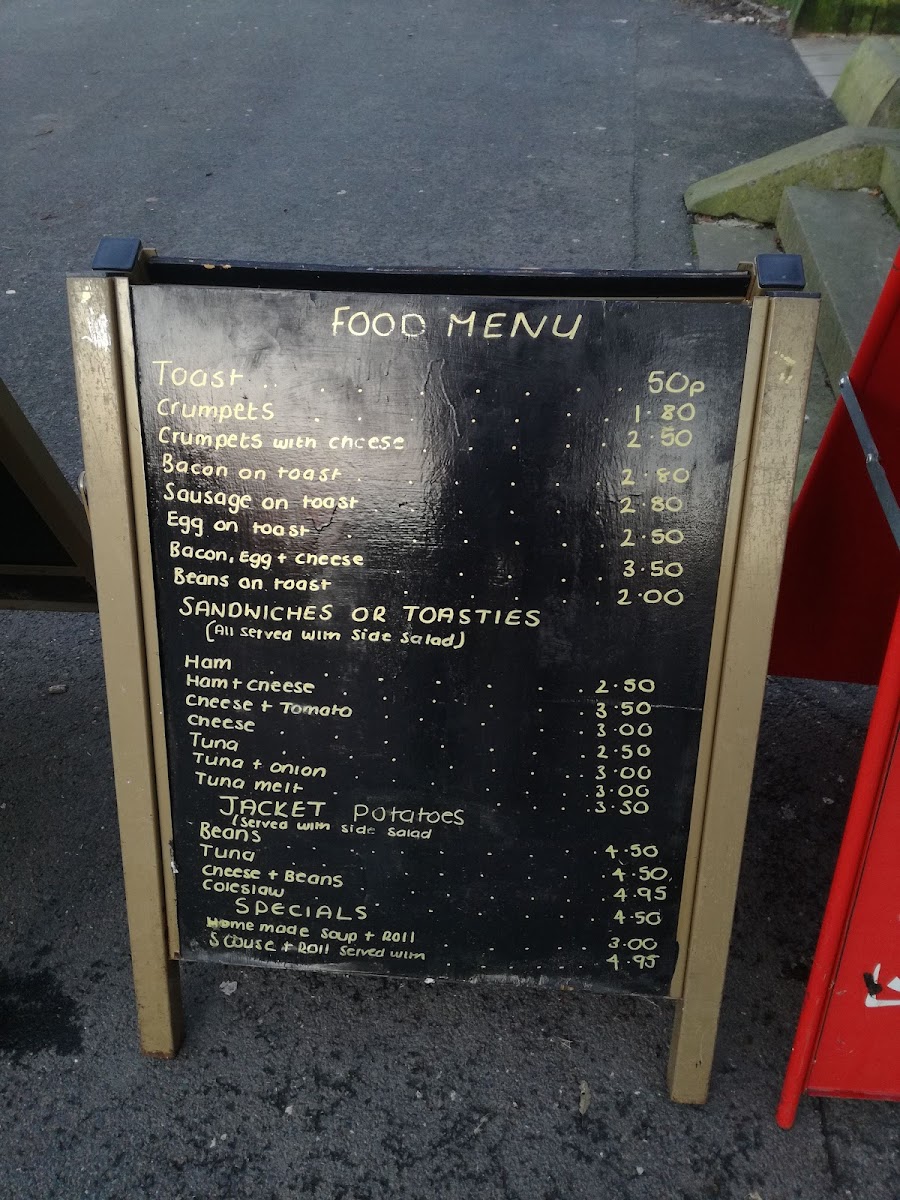 FOOD MENU
Toast 50p
Crumpets 1.80
Crumpets with cheese 2.50
Bacon on toast 2.80
Sausage on toast 2.80
Egg on toast 2.50
Bacon, Egg + cheese 3.50
Beans on toast 2.00
SANDWICHES OR TOASTIES
(All served with side salad)
Ham 2.50
Ham + cheese 3.50
Cheese + Tomato 3.00
cheese 2.50
Tuna 3.00
Tuna + onion 3.00
Tuna melt 3.50
JACKET Potatoes
(served with side salad
Beans 4.50
Tuna 4.50
Cheese + Beans 4.95
Coleslaw 4.50
SPECIALS
Home made soup + Roll 3.00
Scouse + Roll served with 4.95